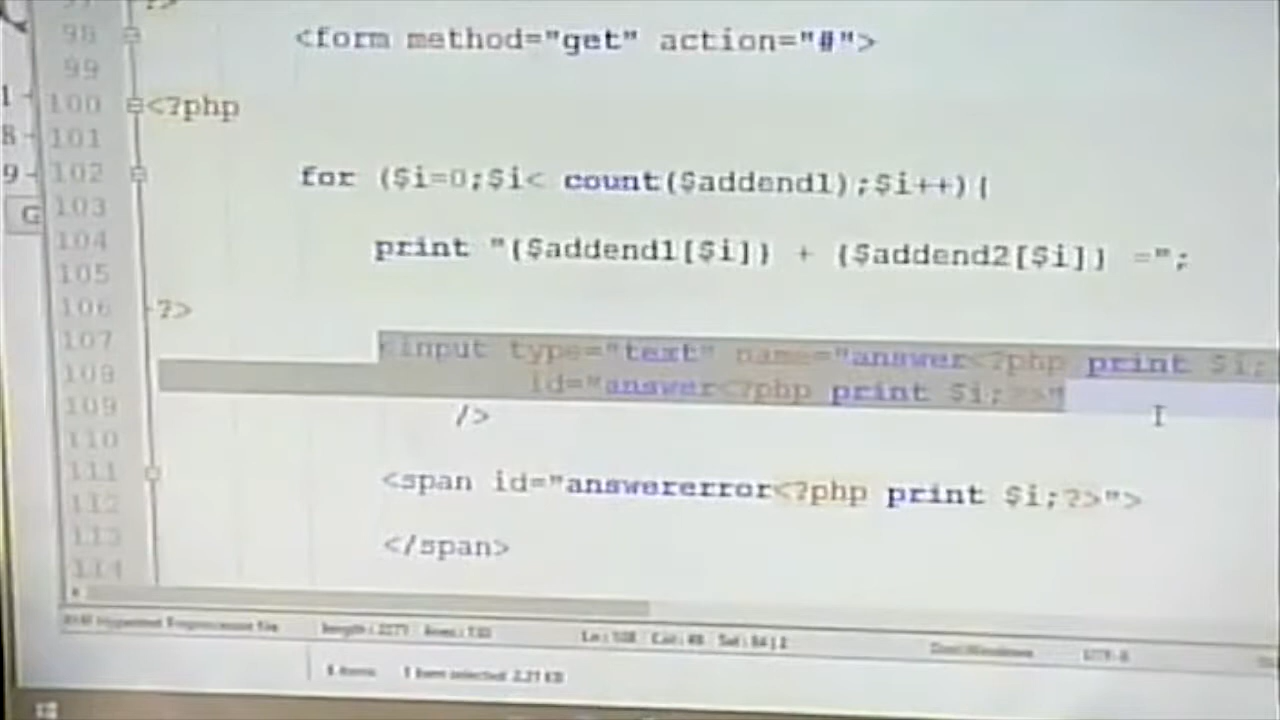 98 <form method="get" action="#">
99
100 <?php
101
102 for ($i=0;$i< count($addend1);$i++){
103
104 print "{$addend1[$i]} + {$addend2[$i]} =";
105
106 ?>
107 <input type="text" name="answer<?php print $i;
108 id="answer<?php print $i;?>"
109 />
110
111 <span id="answererror<?php print $i;?>">
112
113 </span>
114
UTF-8